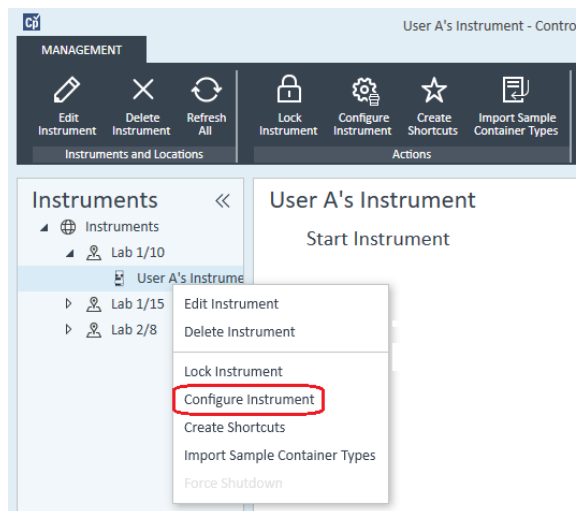 Cp
User A's Instrument - Contro
MANAGEMENT
Edit Instrument
Delete Instrument
Refresh All
Lock Instrument
Configure Instrument
Create Shortcuts
Import Sample Container Types
Instruments and Locations
Actions
Instruments
Instruments
Lab 1/10
User A's Instrume
Lab 1/15
Lab 2/8
User A's Instrument
Start Instrument
Edit Instrument
Delete Instrument
Lock Instrument
Configure Instrument
Create Shortcuts
Import Sample Container Types
Force Shutdown